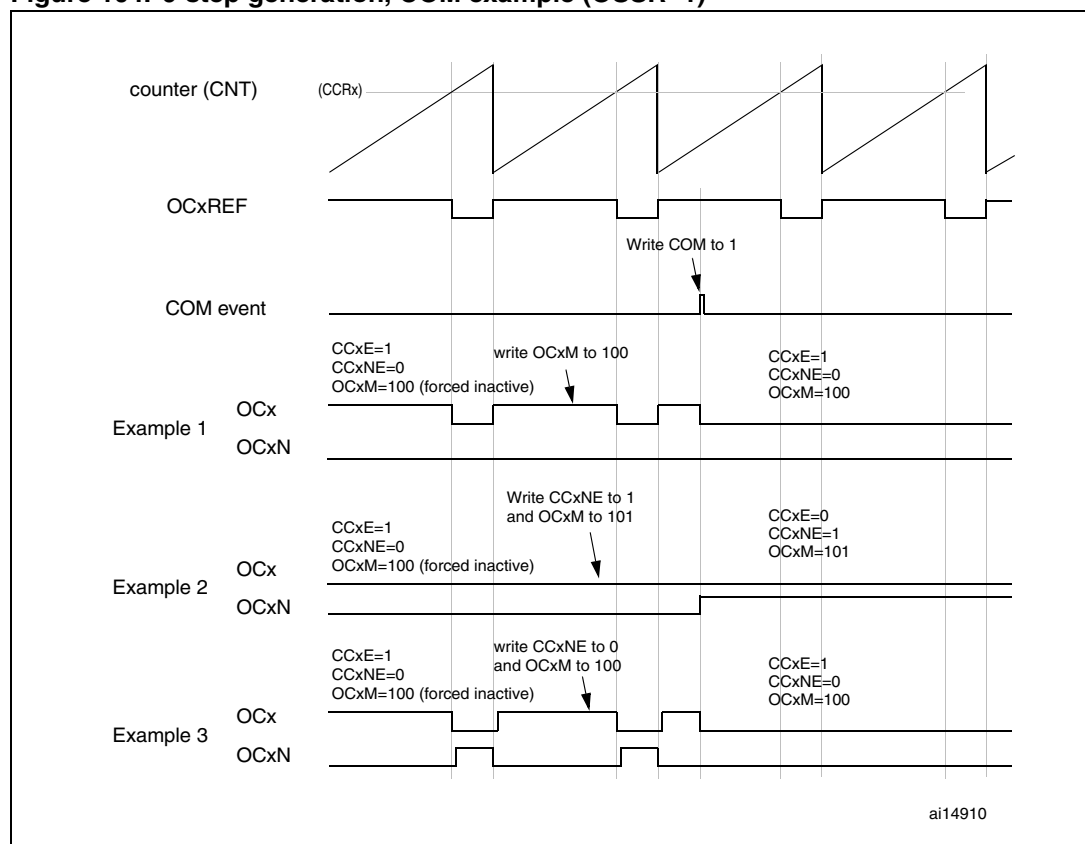 Figure 6-step generation, COM example (OSSR=1)
counter (CNT)
(CCRx)
OCxREF
Write COM to 1
COM event
CCxE=1
CCxNE=0
OCxM=100 (forced inactive)
write OCxM to 100
CCxE=1
CCxNE=0
OCxM=100
Example 1
OCx
OCxN
Write CCxNE to 1
and OCxM to 101
CCxE=1
CCxNE=0
OCxM=100 (forced inactive)
CCxE=0
CCxNE=1
OCxM=101
Example 2
OCx
OCxN
write CCxNE to 0
and OCxM to 100
CCxE=1
CCxNE=0
OCxM=100 (forced inactive)
CCxE=1
CCxNE=0
OCxM=100
Example 3
OCx
OCxN
ai14910